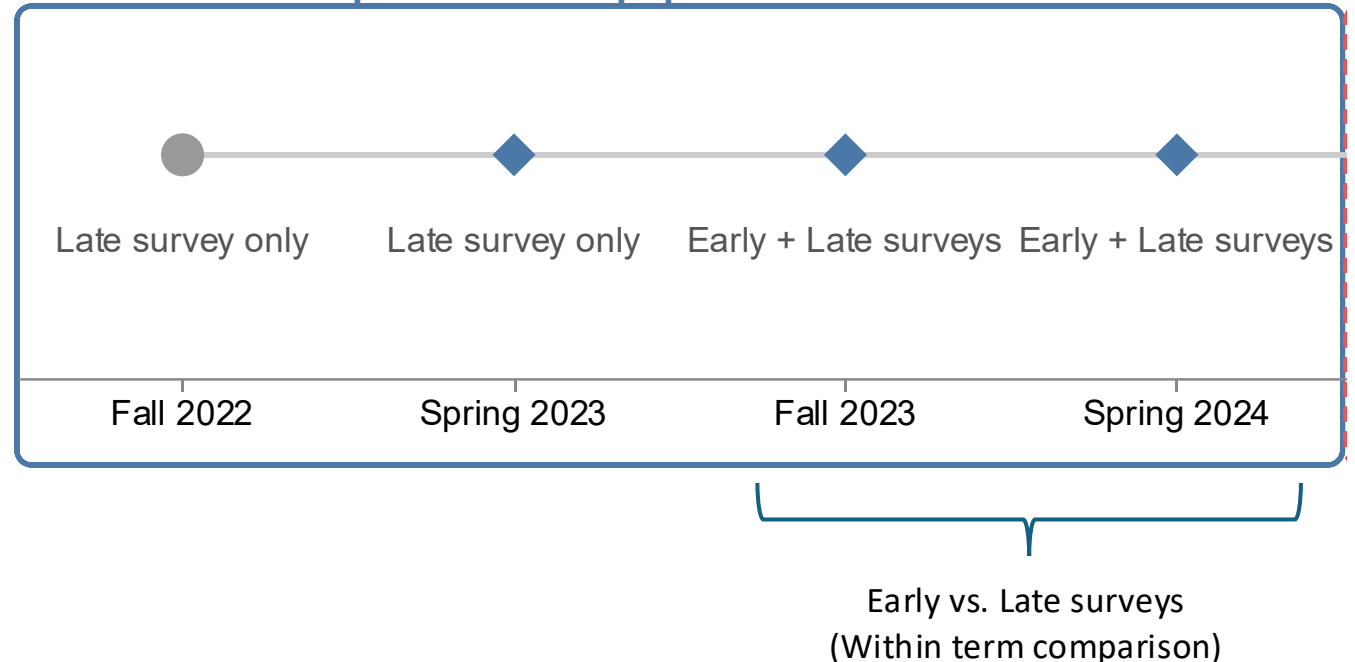 Late survey only Late survey only Early + Late surveys Early + Late surveys
Fall 2022 Spring 2023 Fall 2023 Spring 2024
Early vs. Late surveys
(Within term comparison)